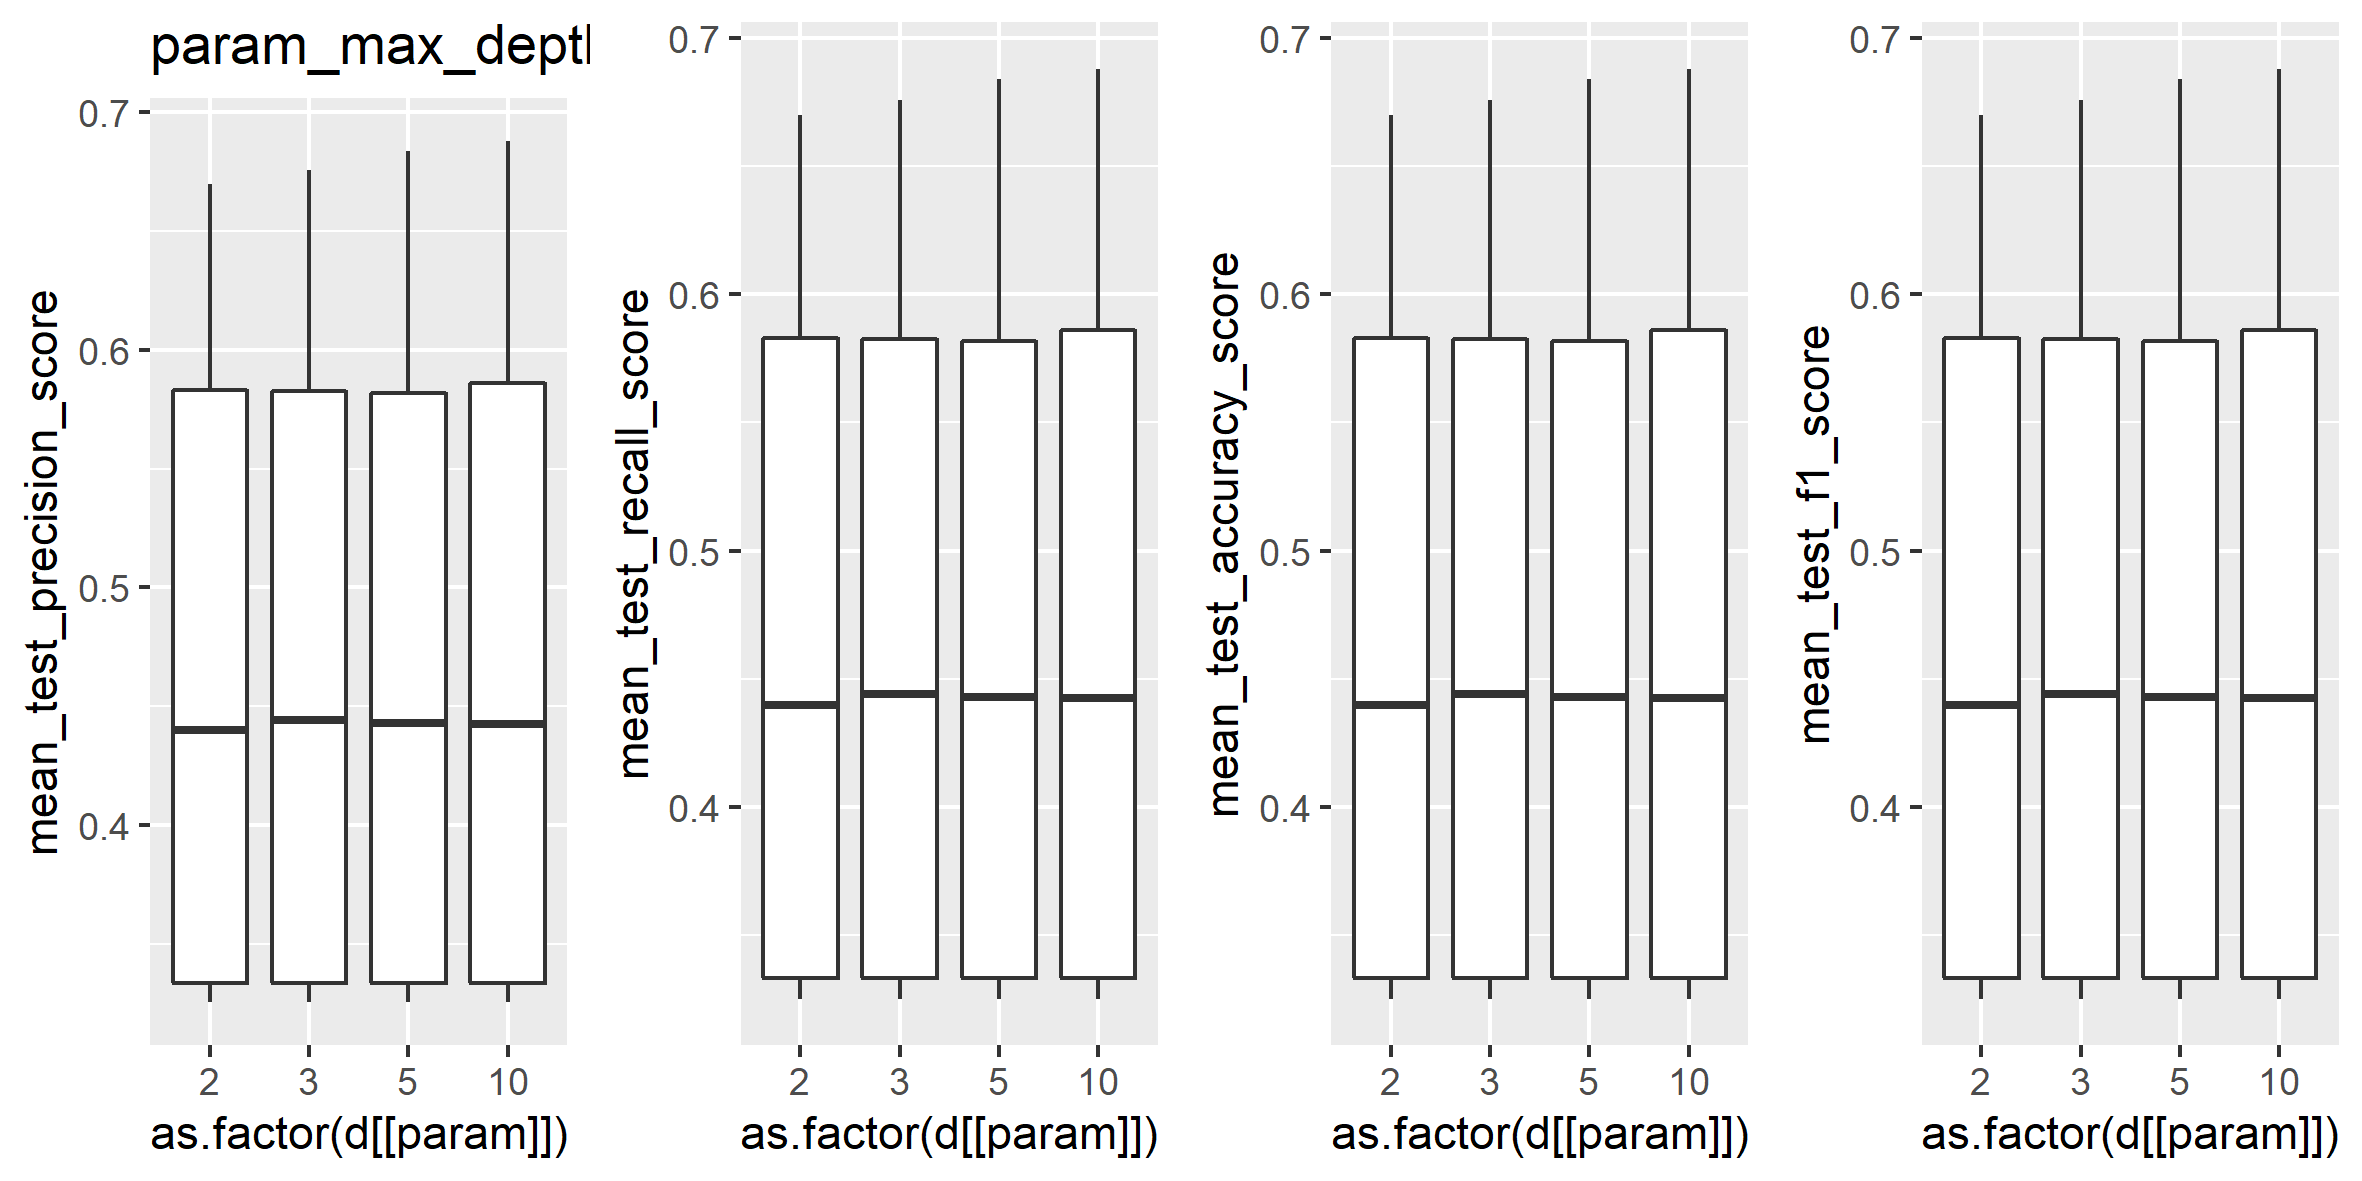 param_max_dept
mean_test_precision_score
0.7
0.6
0.5
0.4
2 3 5 10
as.factor(d[[param]])
mean_test_recall_score
0.7
0.6
0.5
0.4
2 3 5 10
as.factor(d[[param]])
mean_test_accuracy_score
0.7
0.6
0.5
0.4
2 3 5 10
as.factor(d[[param]])
mean_test_f1_score
0.7
0.6
0.5
0.4
2 3 5 10
as.factor(d[[param]])